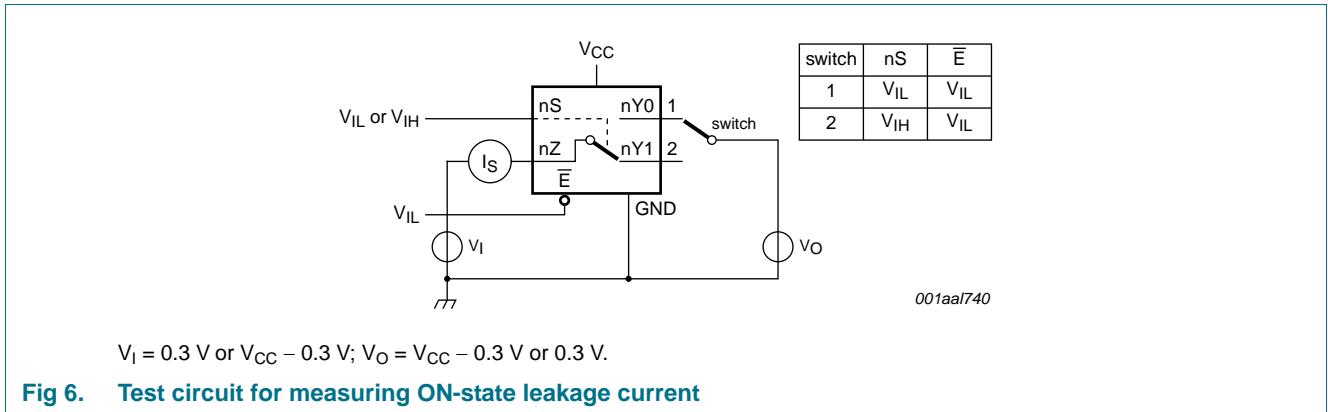 VCC
switch nS E̅
1 VIL VIL
2 VIH VIL
VIL or VIH
nS nY0 1
switch
IS
nZ nY1 2
E̅
VIL
GND
VI
VO
001aal740
VI = 0.3 V or VCC − 0.3 V; VO = VCC − 0.3 V or 0.3 V.
Fig 6. Test circuit for measuring ON-state leakage current